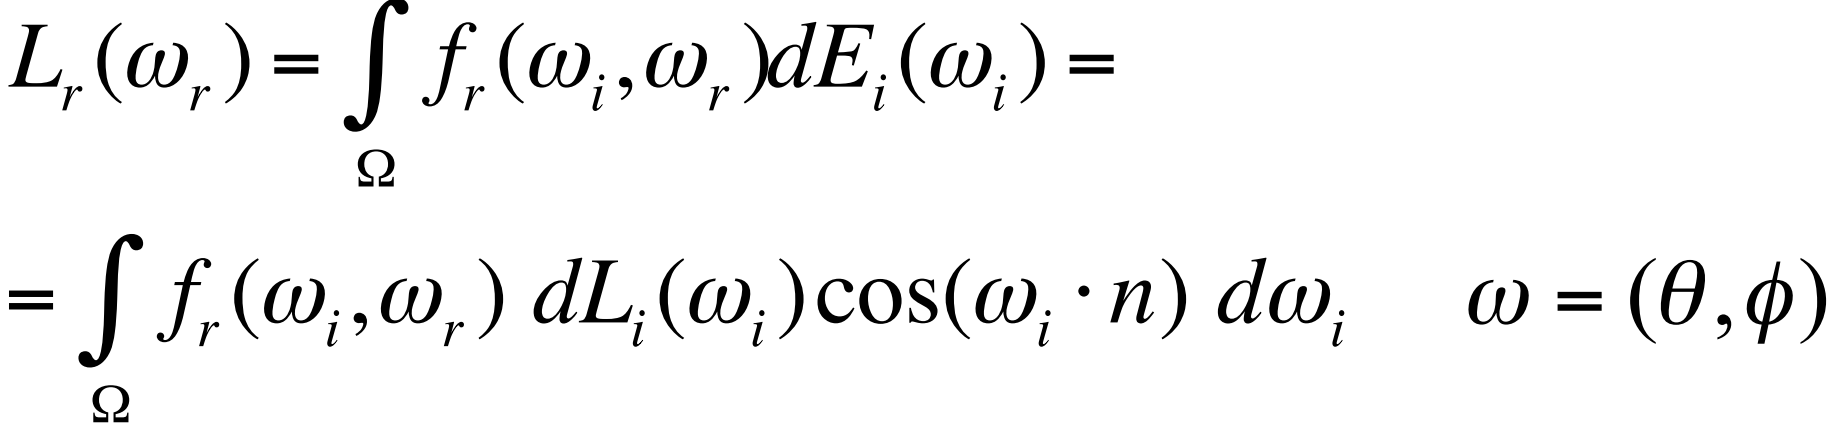 L_r(ω_r) = ∫_Ω f_r(ω_i,ω_r)dE_i(ω_i) =
= ∫_Ω f_r(ω_i,ω_r) dL_i(ω_i)cos(ω_i · n) dω_i   ω = (θ,ϕ)